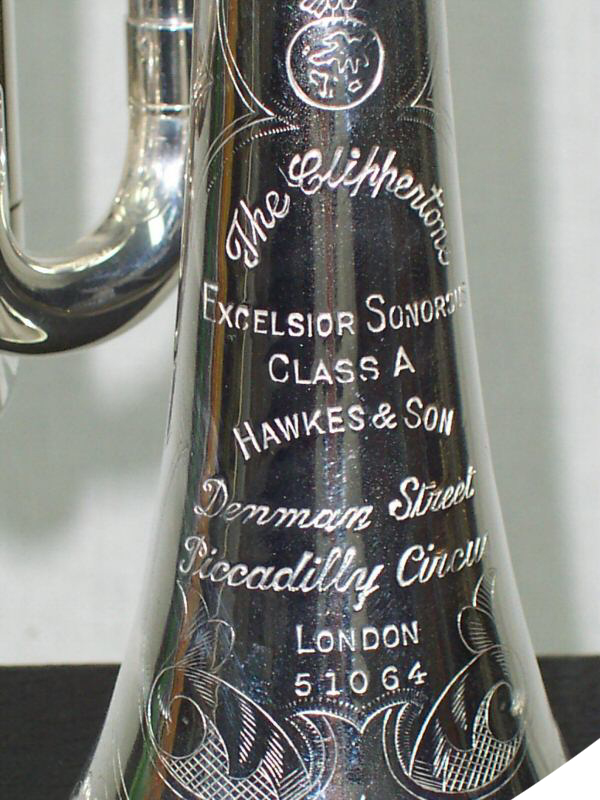 The Clippertone
EXCELSIOR SONOROUS
CLASS A
HAWKES & SON
Denman Street
Piccadilly Circus
LONDON
51064